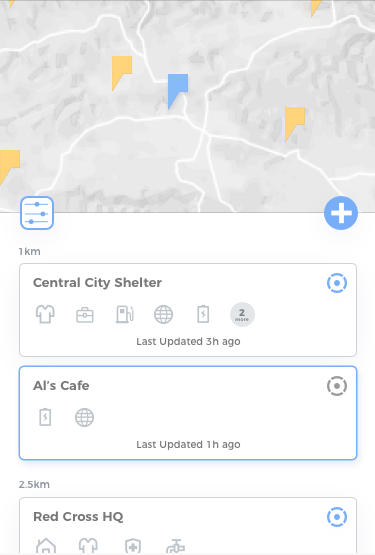 1km
Central City Shelter
2
more
Last Updated 3h ago
Al's Cafe
Last Updated 1h ago
2.5km
Red Cross HQ